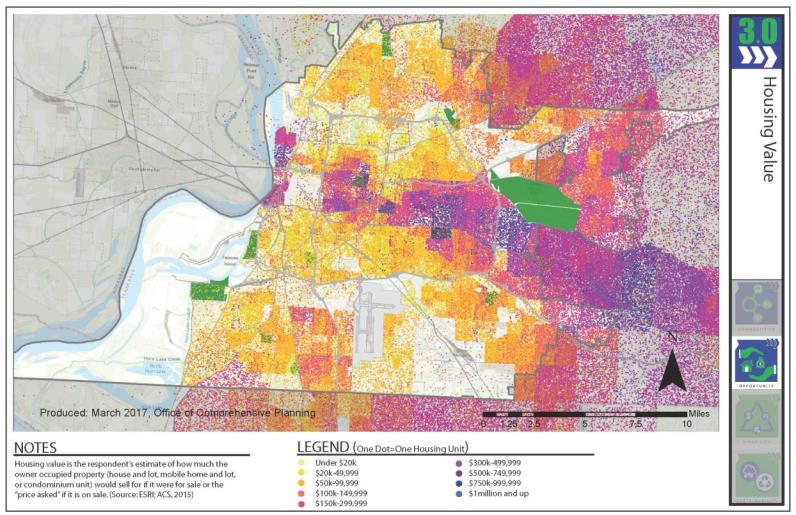 3.0
Housing Value
N
Produced: March 2017, Office of Comprehensive Planning
Miles
0 1.25 2.5 5 7.5 10
NOTES
Housing value is the respondent's estimate of how much the
owner occupied property (house and lot, mobile home and lot,
or condominium unit) would sell for if it were for sale or the
"price asked" if it is on sale. (Source: ESRI; ACS, 2015)
LEGEND (One Dot=One Housing Unit)
Under $20k
$20k-49,999
$50k-99,999
$100k-149,999
$150k-299,999
$300k-499,999
$500k-749,999
$750k-999,999
$1million and up
OPPORTUNITY
Horn Lake Creek